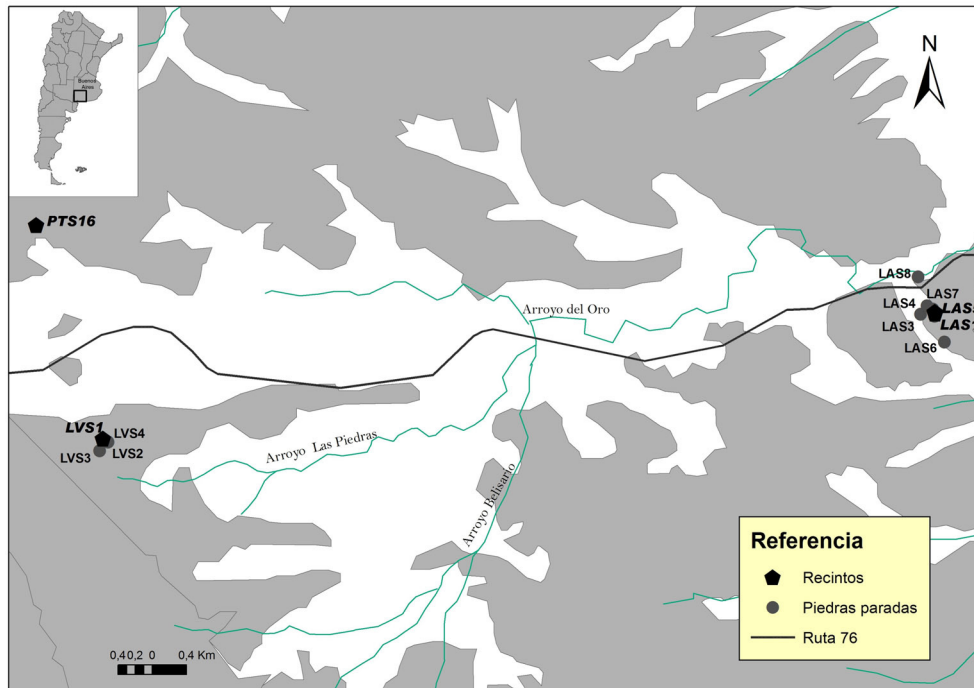 Buenos
Aires
N
PTS16
LAS8
LAS7
LAS4
LAS3
LAS6
Arroyo del Oro
LVS1
LVS4
LVS3
LVS2
Arroyo Las Piedras
Arroyo Belisario
Referencia
Recintos
Piedras paradas
Ruta 76
0,4 0,2 0 0,4 Km